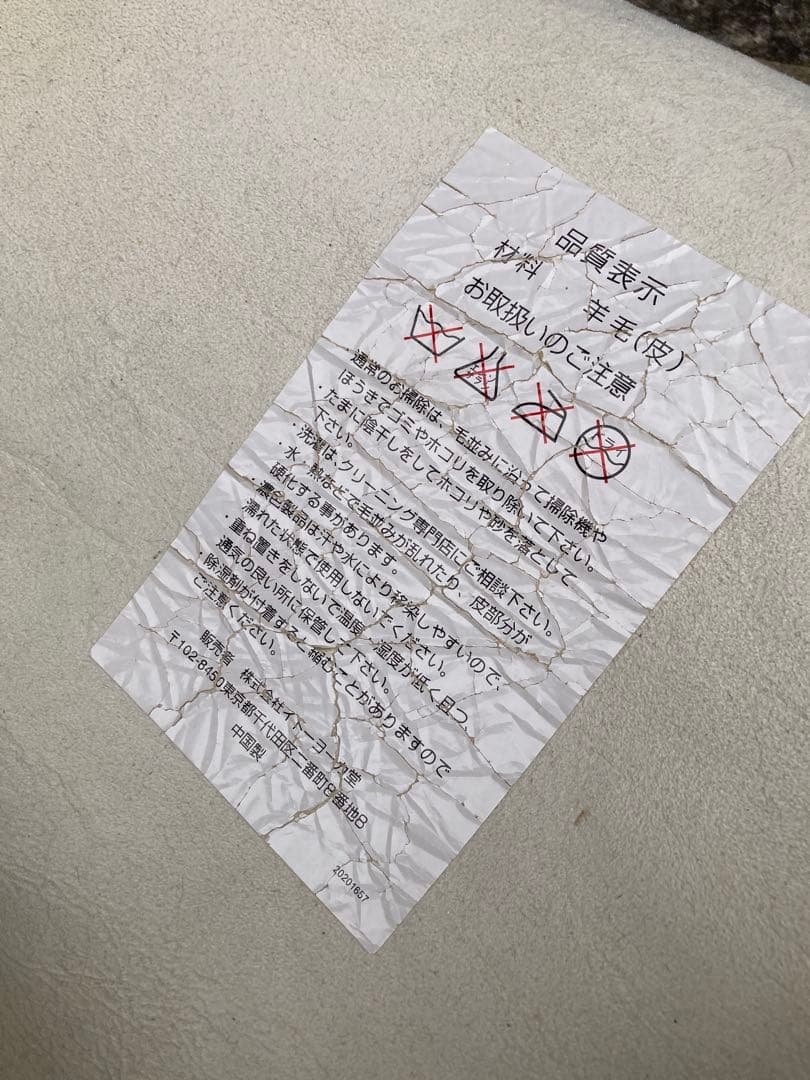 品質表示
材料 羊毛(皮)
お取扱いのご注意
エンソ
ドライ
通常のお掃除は、毛並みに沿って掃除機や
ほうきでゴミやホコリを取り除いて下さい。
・たまに陰干しをしてホコリや砂を落として
下さい。
洗濯は、クリーニング専門店にご相談下さい。
・水・熱などで毛並みが乱れたり、皮部分が
硬化する事があります。
・濃色製品は汗や水により移染しやすいので、
濡れた状態で使用しないでください。
・重ね置きをしないで温度・湿度が低く且つ
通気の良い所に保管して下さい。
・除湿剤が付着すると縮むことがありますので
ご注意ください。
販売者 株式会社イトーヨーカ堂
〒102-8450東京都千代田区二番町8番地8
中国製
20201657